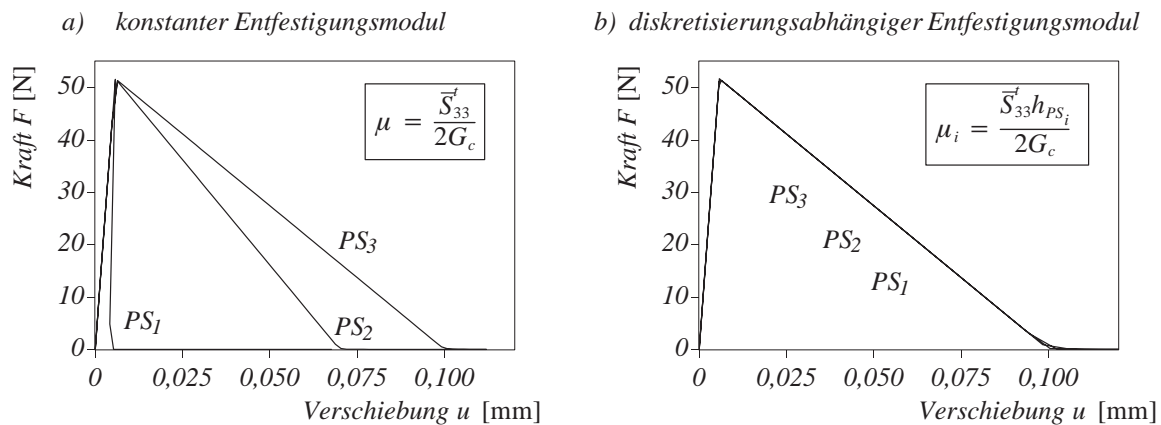 a) konstanter Entfestigungsmodul
Kraft F [N]
50
40
30
20
10
0
μ = S̅ᵗ₃₃ / 2G_c
PS₃
PS₁
PS₂
0 0,025 0,050 0,075 0,100
Verschiebung u [mm]
b) diskretisierungsabhängiger Entfestigungsmodul
Kraft F [N]
50
40
30
20
10
0
μᵢ = S̅ᵗ₃₃ h_PSᵢ / 2G_c
PS₃
PS₂
PS₁
0 0,025 0,050 0,075 0,100
Verschiebung u [mm]